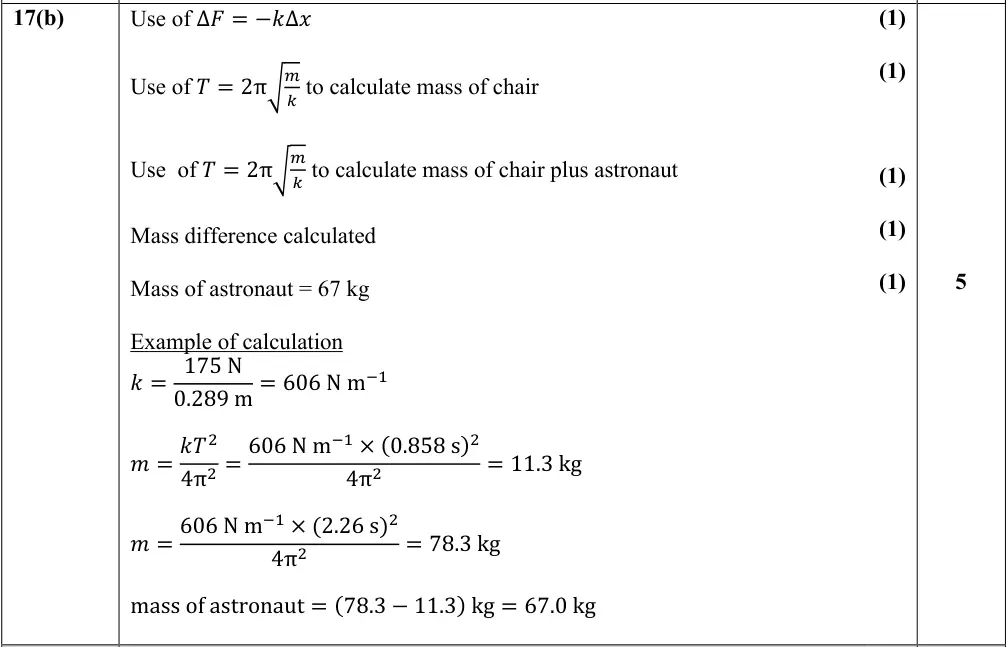 17(b) Use of ΔF = −kΔx (1)
Use of T = 2π√(m/k) to calculate mass of chair (1)
Use of T = 2π√(m/k) to calculate mass of chair plus astronaut (1)
Mass difference calculated (1)
Mass of astronaut = 67 kg (1) 5
Example of calculation
k = 175 N / 0.289 m = 606 N m⁻¹
m = kT² / 4π² = 606 N m⁻¹ × (0.858 s)² / 4π² = 11.3 kg
m = 606 N m⁻¹ × (2.26 s)² / 4π² = 78.3 kg
mass of astronaut = (78.3 − 11.3) kg = 67.0 kg